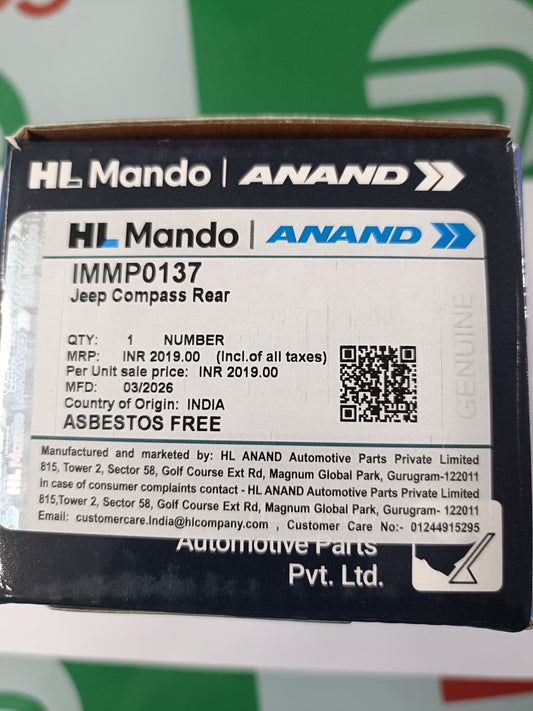 HL Mando | ANAND
HL Mando | ANAND
IMMP0137
Jeep Compass Rear
QTY: 1 NUMBER
MRP: INR 2019.00 (Incl.of all taxes)
Per Unit sale price: INR 2019.00
MFD: 03/2026
Country of Origin: INDIA
ASBESTOS FREE
GENUINE
Manufactured and marketed by: HL ANAND Automotive Parts Private Limited
815, Tower 2, Sector 58, Golf Course Ext Rd, Magnum Global Park, Gurugram-122011
In case of consumer complaints contact - HL ANAND Automotive Parts Private Limited
815,Tower 2, Sector 58, Golf Course Ext Rd, Magnum Global Park, Gurugram-122011
Email: customercare.India@hlcompany.com , Customer Care No:- 01244915295
Automotive Parts
Pvt. Ltd.